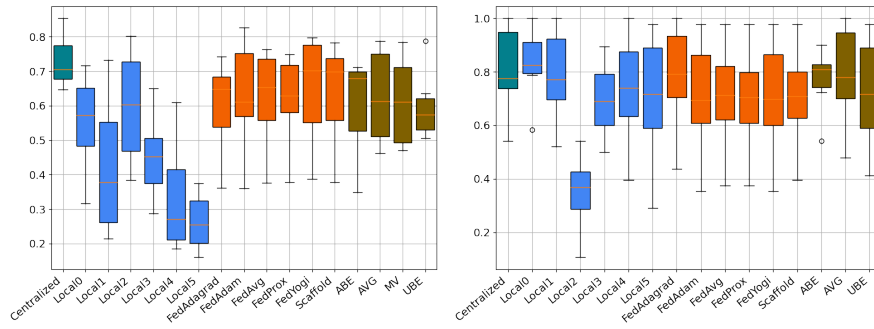 0.8
0.7
0.6
0.5
0.4
0.3
0.2
Centralized
Local0
Local1
Local2
Local3
Local4
Local5
FedAdagrad
FedAdam
FedAvg
FedProx
FedYogi
Scaffold
ABE
AVG
MV
UBE
1.0
0.8
0.6
0.4
0.2
Centralized
Local0
Local1
Local2
Local3
Local4
Local5
FedAdagrad
FedAdam
FedAvg
FedProx
FedYogi
Scaffold
ABE
AVG
UBE